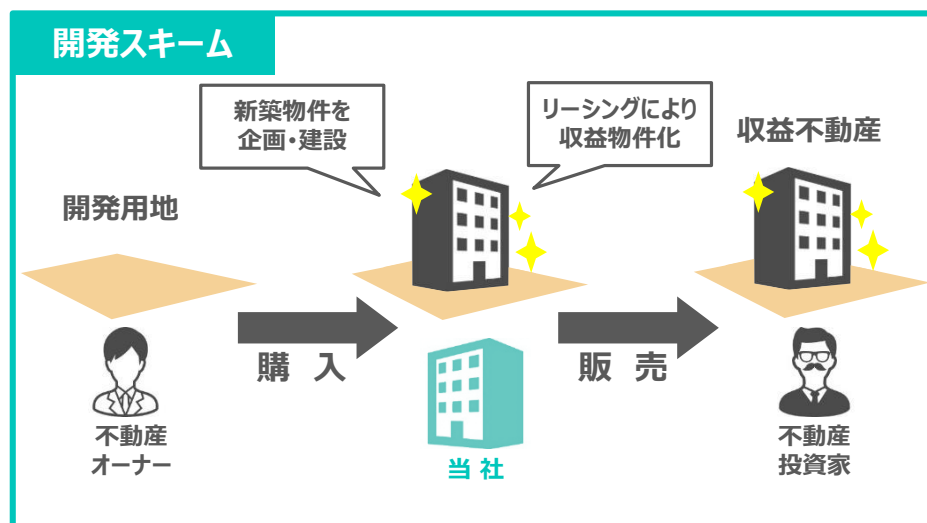 開発スキーム
新築物件を
企画・建設
リーシングにより
収益物件化
収益不動産
開発用地
購 入
販 売
不動産
オーナー
当 社
不動産
投資家